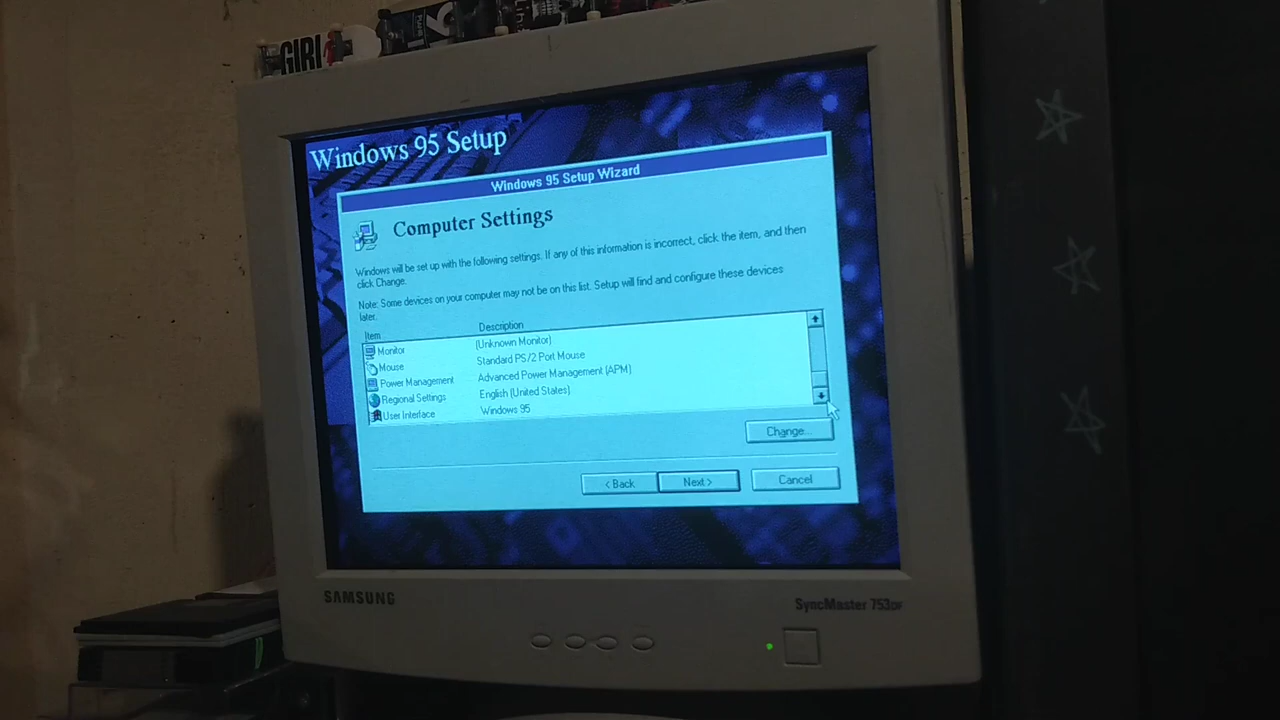 GIRL
Windows 95 Setup
Windows 95 Setup Wizard
Computer Settings
Windows will be set up with the following settings. If any of this information is incorrect, click the item, and then
click Change.
Note: Some devices on your computer may not be on this list. Setup will find and configure these devices
later.
Item Description
Monitor (Unknown Monitor)
Mouse Standard PS/2 Port Mouse
Power Management Advanced Power Management (APM)
Regional Settings English (United States)
User Interface Windows 95
Change...
< Back Next > Cancel
SAMSUNG SyncMaster 753DF